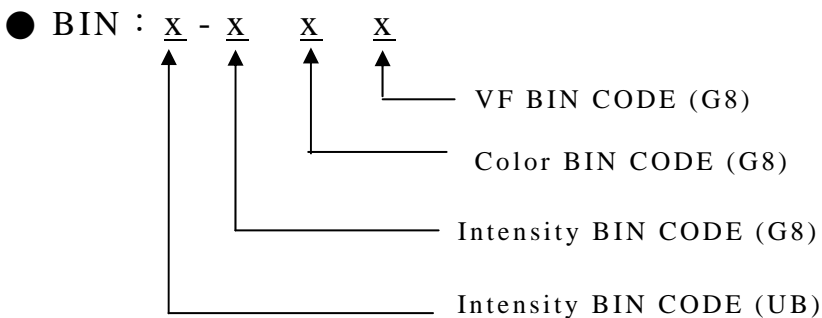 ● BIN：x - x x x
VF BIN CODE (G8)
Color BIN CODE (G8)
Intensity BIN CODE (G8)
Intensity BIN CODE (UB)